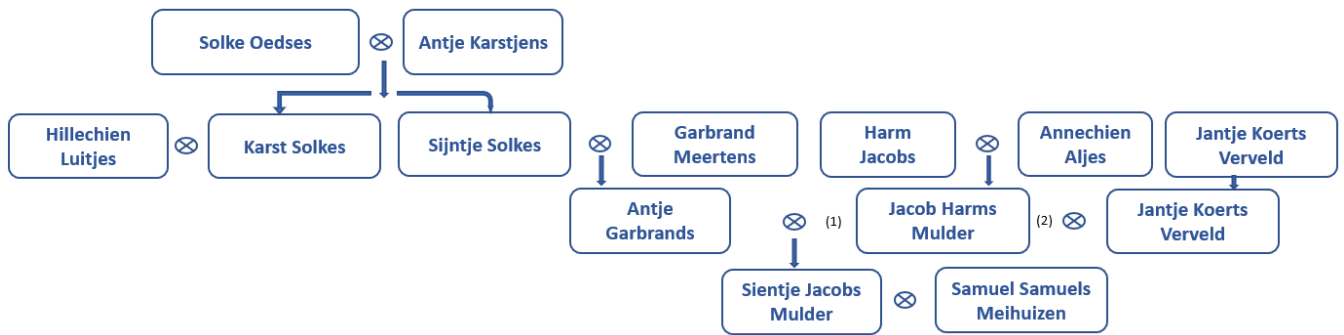 Solke Oedses
Antje Karstjens
Hillechien
Luitjes
Karst Solkes
Sijntje Solkes
Garbrand
Meertens
Harm
Jacobs
Annechien
Aljes
Jantje Koerts
Verveld
Antje
Garbrands
(1)
Jacob Harms
Mulder
(2)
Jantje Koerts
Verveld
Sientje Jacobs
Mulder
Samuel Samuels
Meihuizen